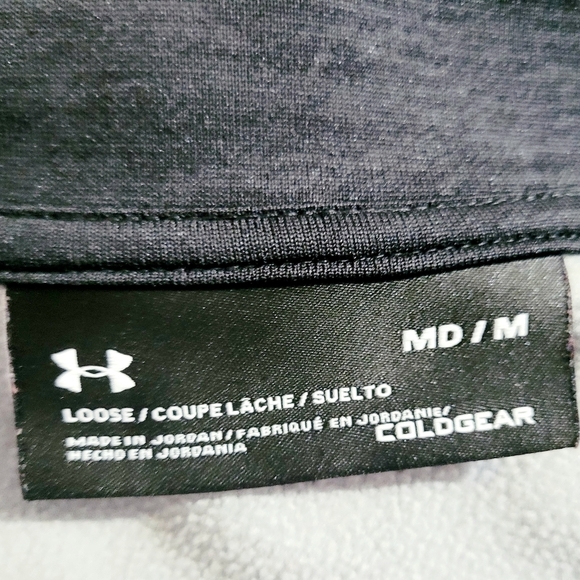 MD / M
LOOSE / COUPE LÂCHE / SUELTO
MADE IN JORDAN / FABRIQUÉ EN JORDANIE/
HECHO EN JORDANIA
COLDGEAR